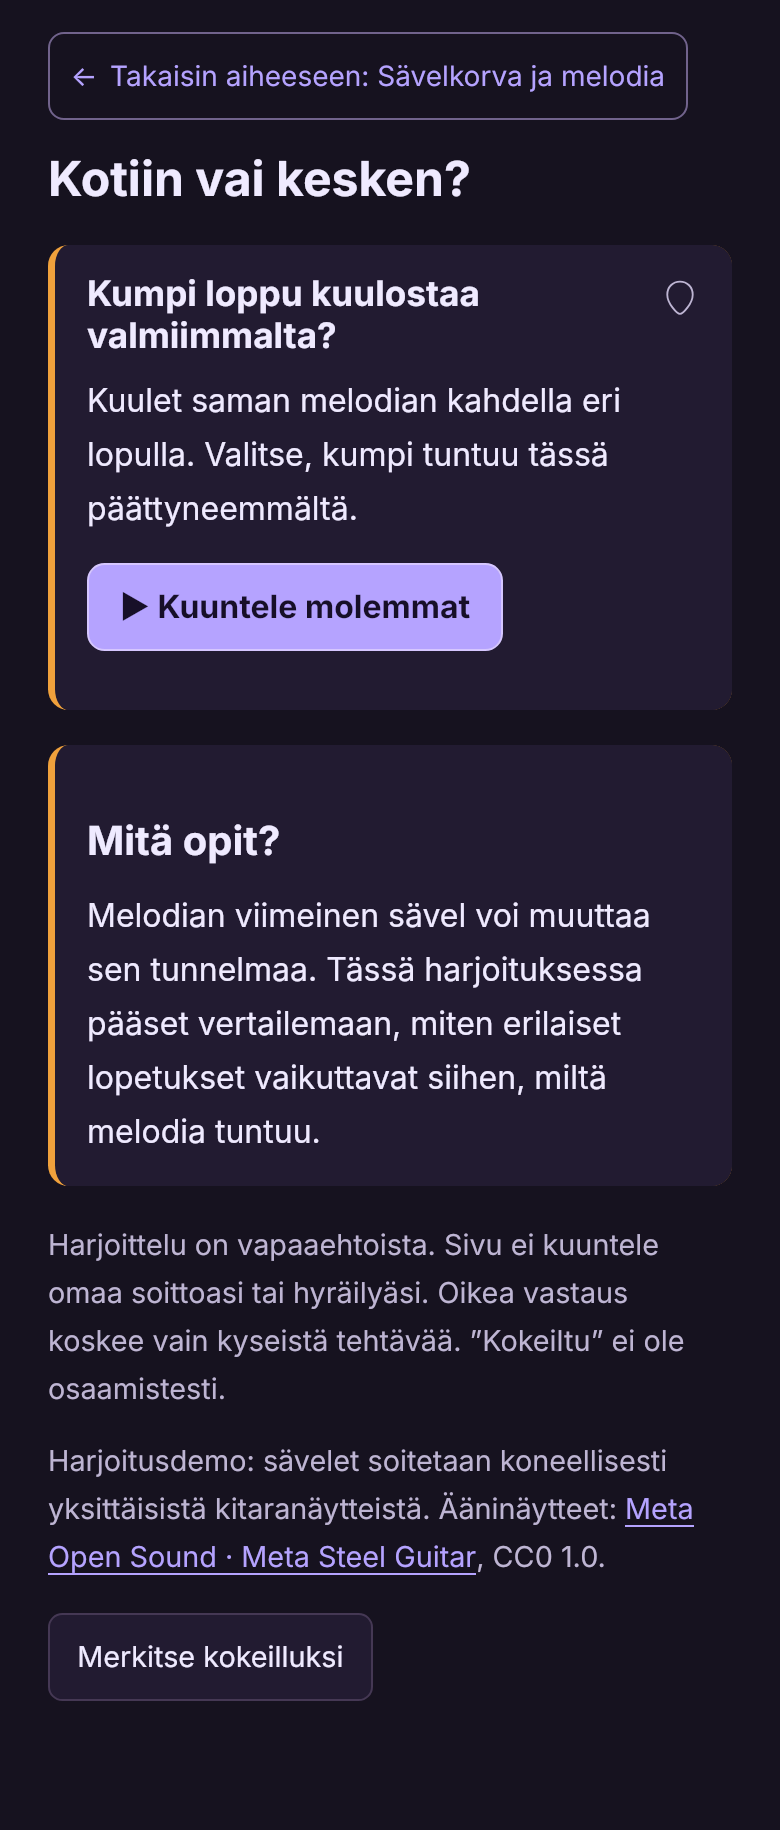 ← Takaisin aiheeseen: Sävelkorva ja melodia
Kotiin vai kesken?
Kumpi loppu kuulostaa
valmiimmalta?
Kuulet saman melodian kahdella eri
lopulla. Valitse, kumpi tuntuu tässä
päättyneemmältä.
▶ Kuuntele molemmat
Mitä opit?
Melodian viimeinen sävel voi muuttaa
sen tunnelmaa. Tässä harjoituksessa
pääset vertailemaan, miten erilaiset
lopetukset vaikuttavat siihen, miltä
melodia tuntuu.
Harjoittelu on vapaaehtoista. Sivu ei kuuntele
omaa soittoasi tai hyräilyäsi. Oikea vastaus
koskee vain kyseistä tehtävää. ”Kokeiltu” ei ole
osaamistesti.
Harjoitusdemo: sävelet soitetaan koneellisesti
yksittäisistä kitaranäytteistä. Ääninäytteet: Meta
Open Sound · Meta Steel Guitar, CC0 1.0.
Merkitse kokeilluksi